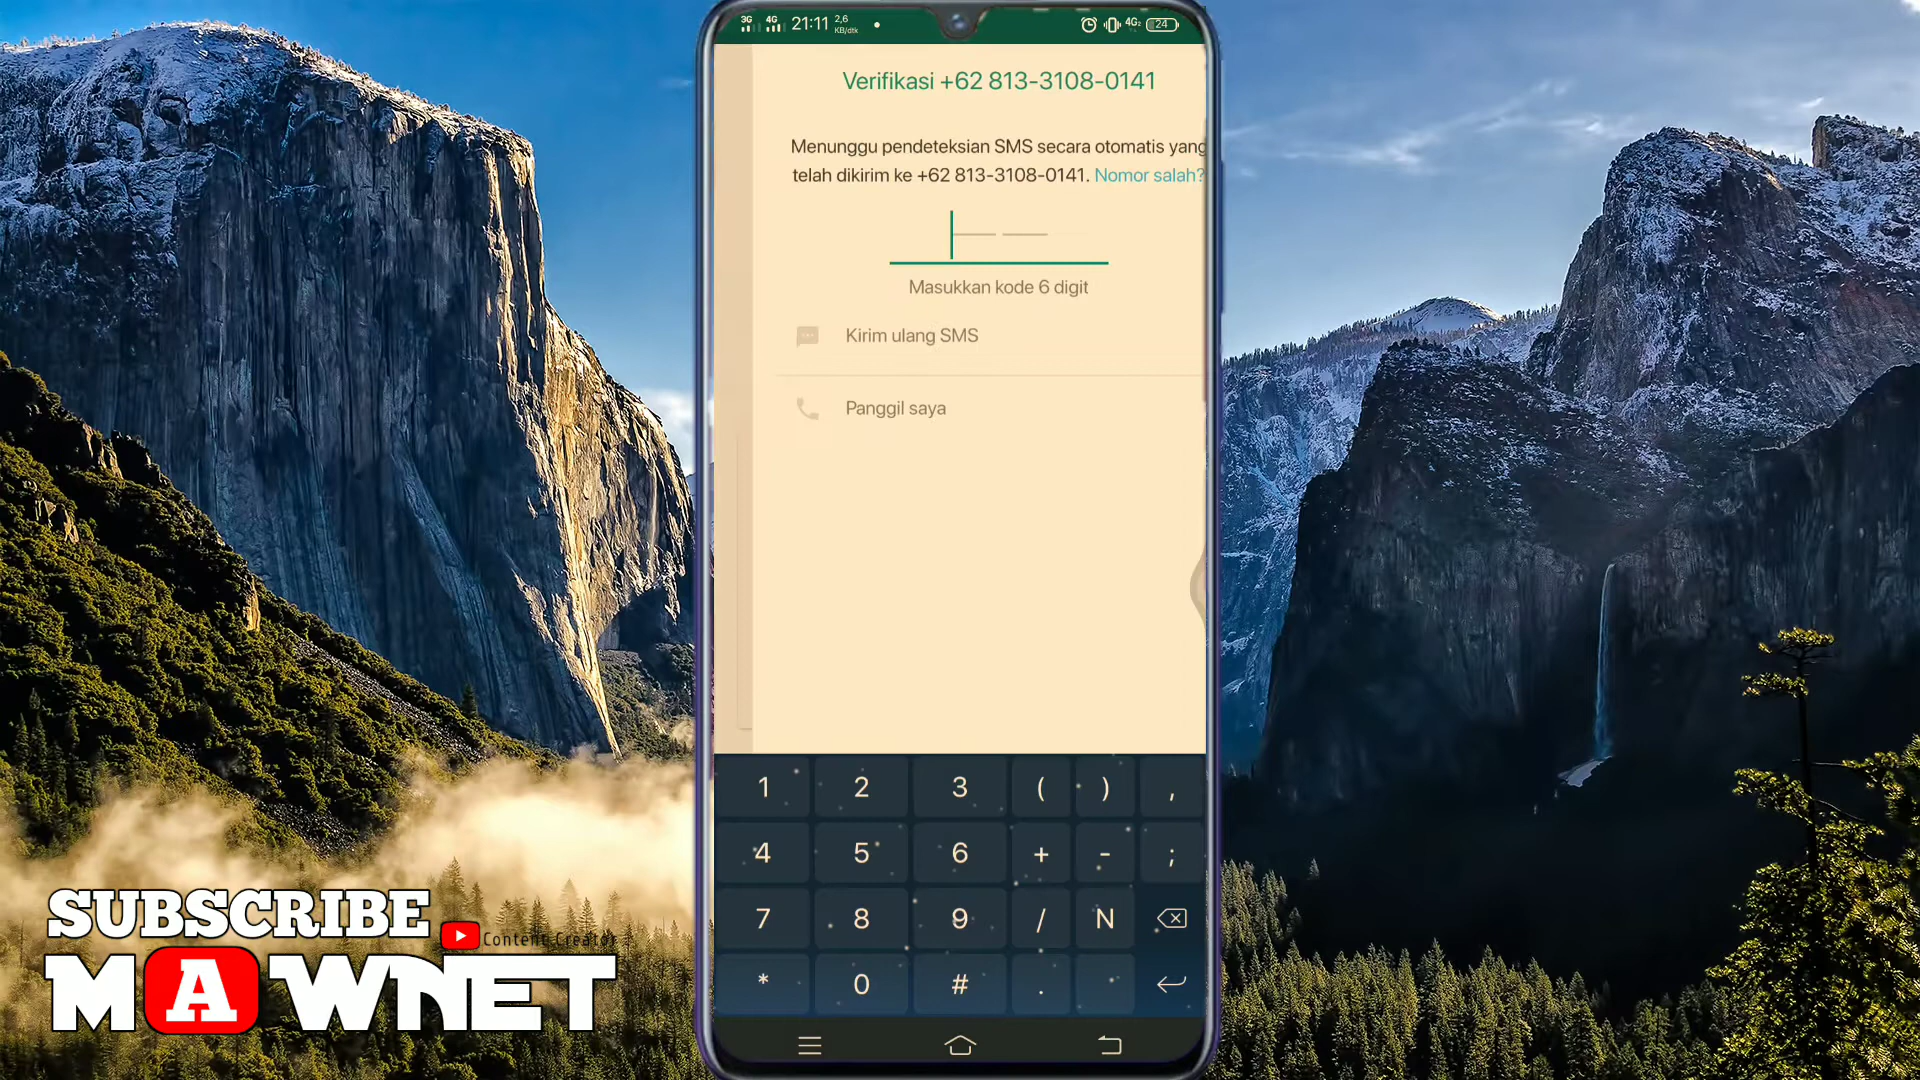 3G 4G 21:11 2,6 KB/dtk 4G2 24
Verifikasi +62 813-3108-0141
Menunggu pendeteksian SMS secara otomatis yang
telah dikirim ke +62 813-3108-0141. Nomor salah?
Masukkan kode 6 digit
Kirim ulang SMS
Panggil saya
1 2 3 ( ) ,
4 5 6 + - ;
7 8 9 / N
* 0 # .
SUBSCRIBE
Content Creator
MAWNET